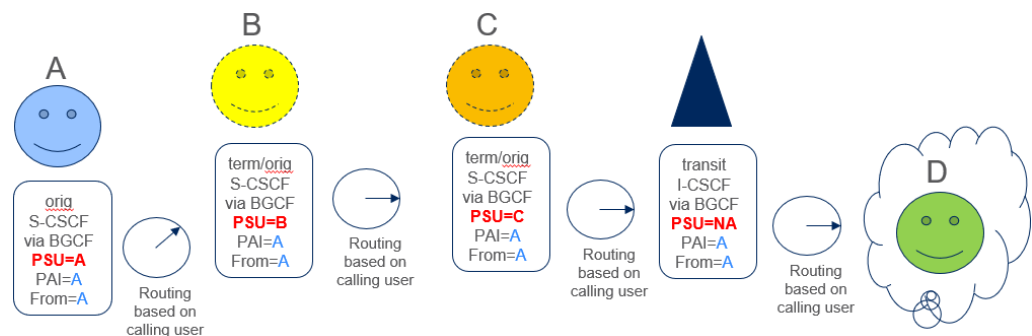 A
orig
S-CSCF
via BGCF
PSU=A
PAI=A
From=A
Routing
based on
calling user
B
term/orig
S-CSCF
via BGCF
PSU=B
PAI=A
From=A
Routing
based on
calling user
C
term/orig
S-CSCF
via BGCF
PSU=C
PAI=A
From=A
Routing
based on
calling user
transit
I-CSCF
via BGCF
PSU=NA
PAI=A
From=A
Routing
based on
calling user
D